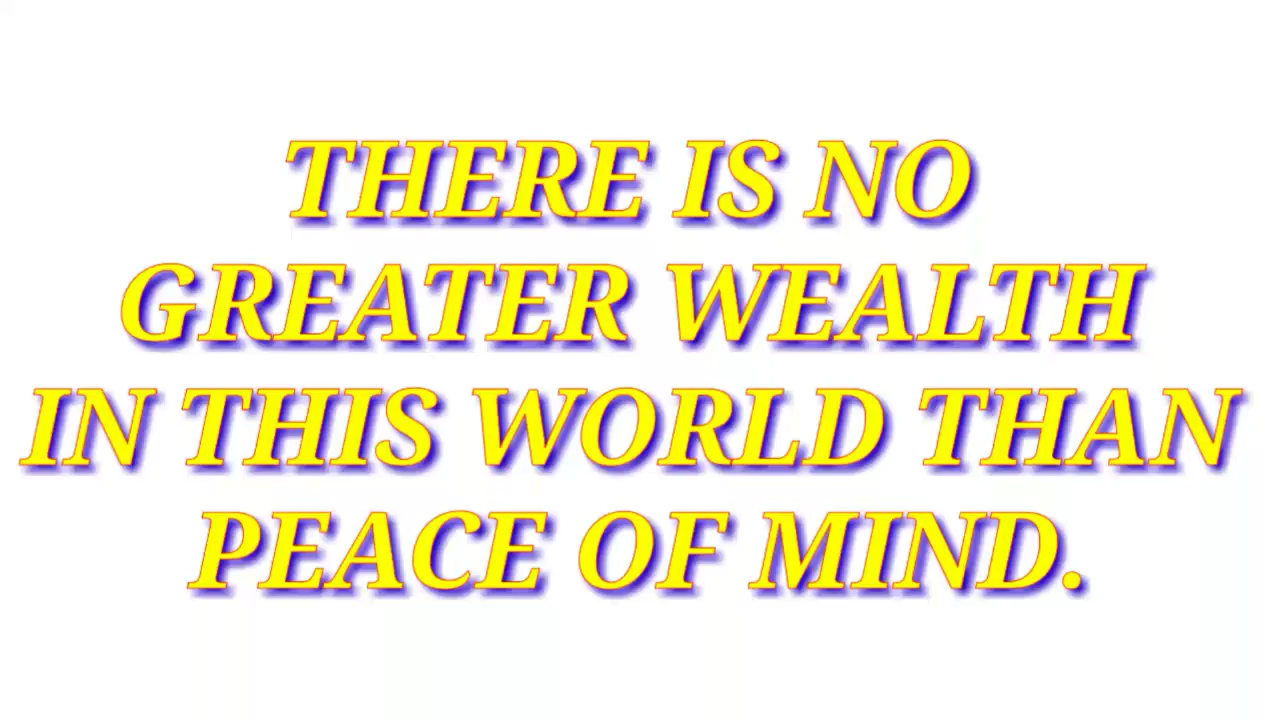 THERE IS NO
GREATER WEALTH
IN THIS WORLD THAN
PEACE OF MIND.